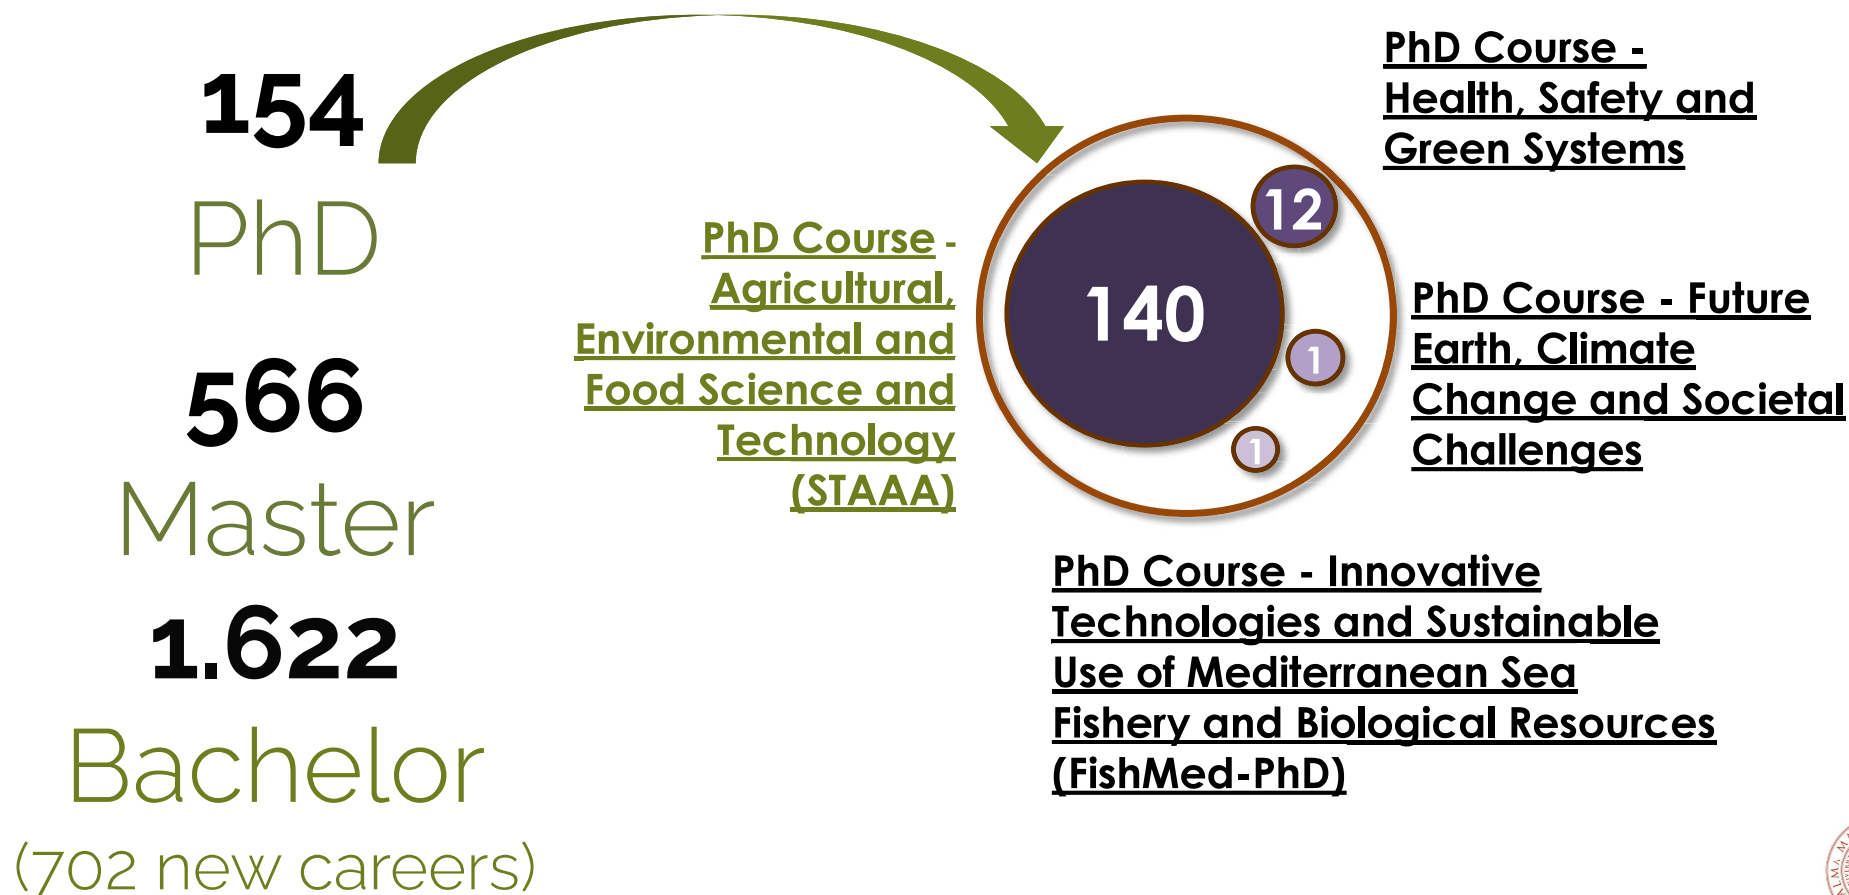 154
PhD
566
Master
1.622
Bachelor
(702 new careers)
PhD Course -
Agricultural,
Environmental and
Food Science and
Technology
(STAAA)
140
12
1
1
PhD Course -
Health, Safety and
Green Systems
PhD Course - Future
Earth, Climate
Change and Societal
Challenges
PhD Course - Innovative
Technologies and Sustainable
Use of Mediterranean Sea
Fishery and Biological Resources
(FishMed-PhD)